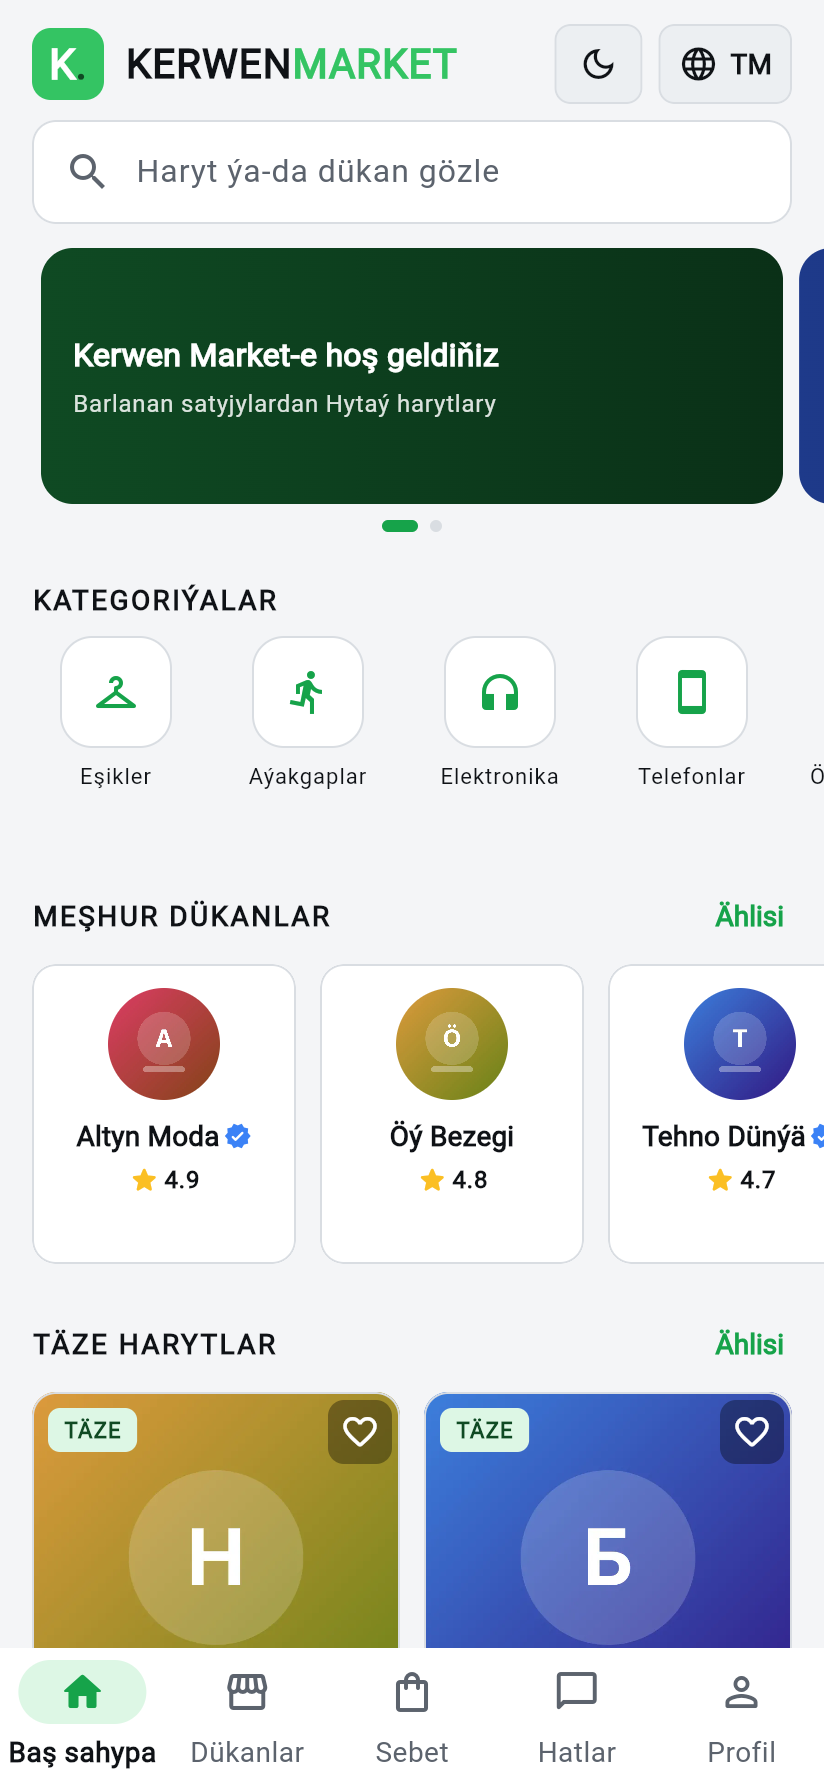 K.
KERWENMARKET
TM
Haryt ýa-da dükan gözle
Kerwen Market-e hoş geldiňiz
Barlanan satyjylardan Hytaý harytlary
KATEGORIÝALAR
Eşikler
Aýakgaplar
Elektronika
Telefonlar
Ö
MEŞHUR DÜKANLAR
Ählisi
A
Ö
T
Altyn Moda
Öý Bezegi
Tehno Dünýä
4.9
4.8
4.7
TÄZE HARYTLAR
Ählisi
TÄZE
TÄZE
Н
Б
Baş sahypa
Dükanlar
Sebet
Hatlar
Profil